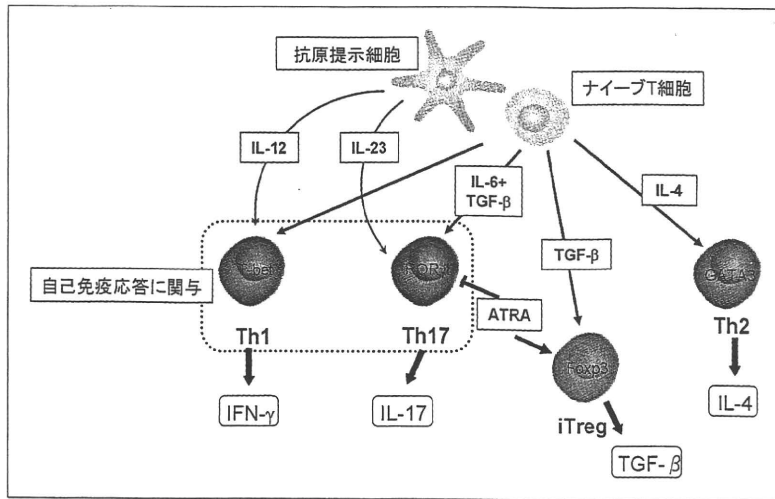 抗原提示細胞
ナイーブT細胞
IL-12
IL-23
IL-6+
TGF-β
IL-4
TGF-β
自己免疫応答に関与
GATA3
ATRA
Th1
Th17
Th2
Foxp3
IFN-γ
IL-17
iTreg
IL-4
TGF- β